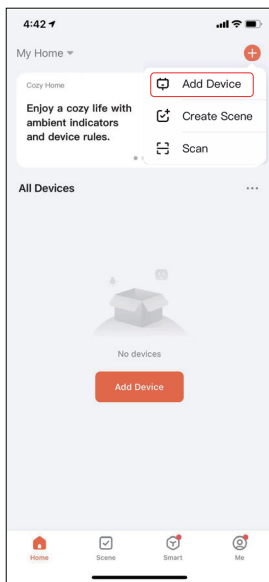 4:42
My Home
Add Device
Cozy Home
Enjoy a cozy life with
ambient indicators
and device rules.
Create Scene
Scan
All Devices
No devices
Add Device
Home
Scene
Smart
Me